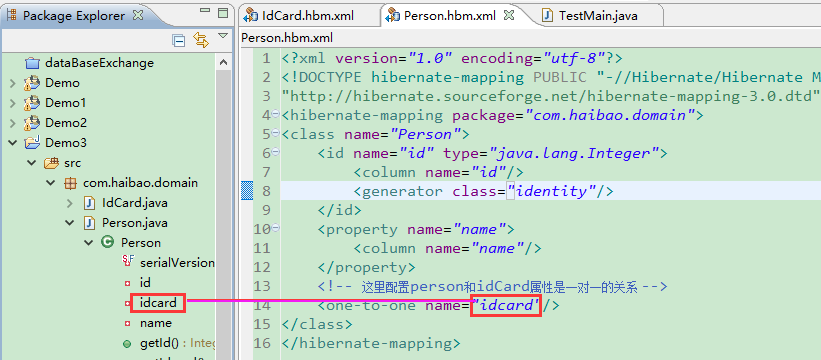 Package Explorer
dataBaseExchange
Demo
Demo1
Demo2
Demo3
src
com.haibao.domain
IdCard.java
Person.java
Person
serialVersion
id
idcard
name
getId() : Integ
IdCard.hbm.xml
Person.hbm.xml
TestMain.java
Person.hbm.xml
1 <?xml version="1.0" encoding="utf-8"?>
2 <!DOCTYPE hibernate-mapping PUBLIC "-//Hibernate/Hibernate M
3 "http://hibernate.sourceforge.net/hibernate-mapping-3.0.dtd"
4 <hibernate-mapping package="com.haibao.domain">
5 <class name="Person">
6 <id name="id" type="java.lang.Integer">
7 <column name="id"/>
8 <generator class="identity"/>
9 </id>
10 <property name="name">
11 <column name="name"/>
12 </property>
13 <!-- 这里配置person和idCard属性是一对一的关系 -->
14 <one-to-one name="idcard"/>
15 </class>
16 </hibernate-mapping>